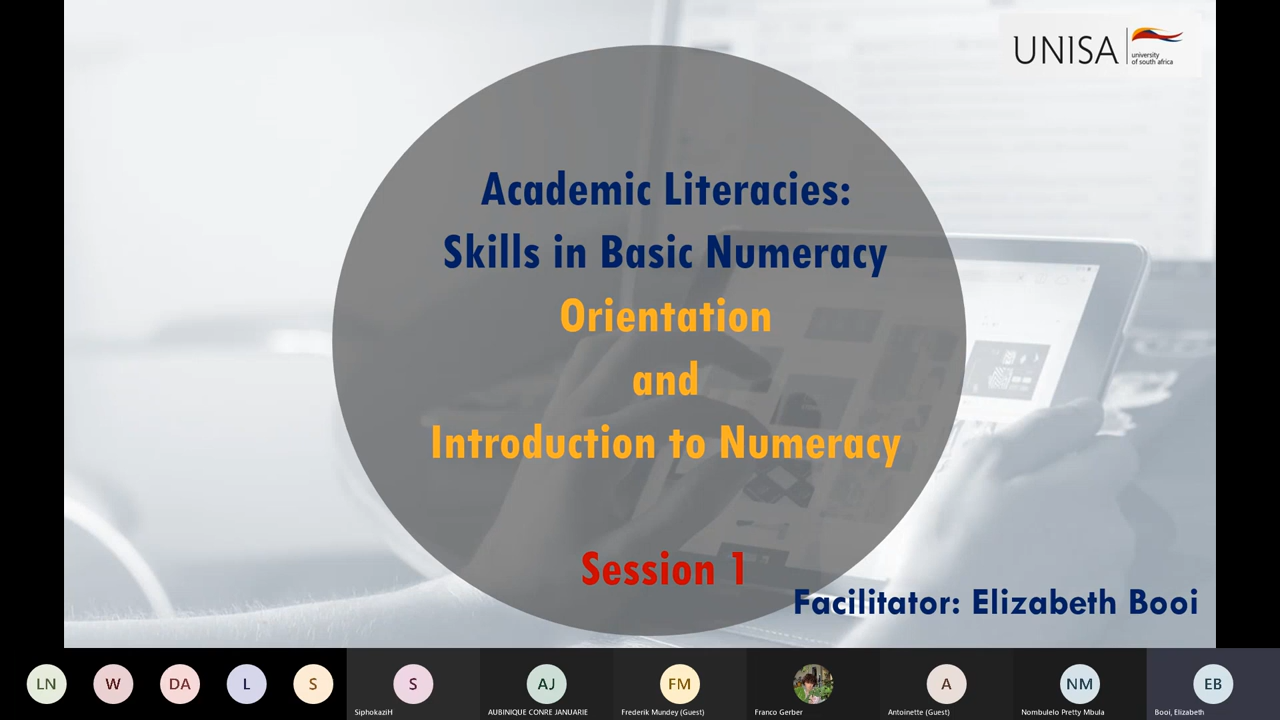 UNISA
university
of south africa
Academic Literacies:
Skills in Basic Numeracy
Orientation
and
Introduction to Numeracy
Session 1
Facilitator: Elizabeth Booi
LN
W
DA
L
S
S
AJ
FM
A
NM
EB
SiphokaziH
AUBINIQUE CONRE JANUARIE
Frederik Mundey (Guest)
Franco Gerber
Antoinette (Guest)
Nombulelo Pretty Mbula
Booi, Elizabeth